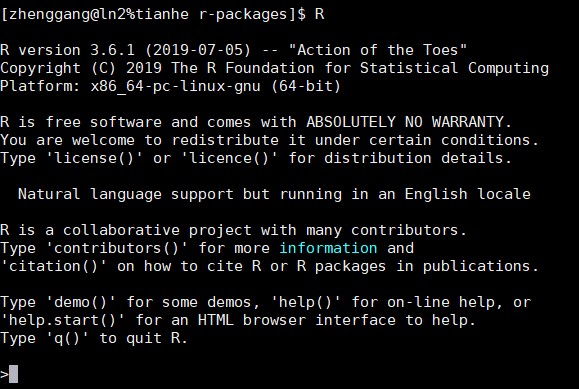 [zhenggang@ln2%tianhe r-packages]$ R
R version 3.6.1 (2019-07-05) -- "Action of the Toes"
Copyright (C) 2019 The R Foundation for Statistical Computing
Platform: x86_64-pc-linux-gnu (64-bit)
R is free software and comes with ABSOLUTELY NO WARRANTY.
You are welcome to redistribute it under certain conditions.
Type 'license()' or 'licence()' for distribution details.
Natural language support but running in an English locale
R is a collaborative project with many contributors.
Type 'contributors()' for more information and
'citation()' on how to cite R or R packages in publications.
Type 'demo()' for some demos, 'help()' for on-line help, or
'help.start()' for an HTML browser interface to help.
Type 'q()' to quit R.
>